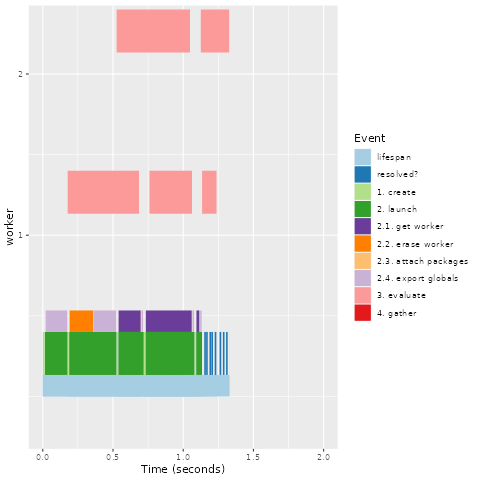 2
1
worker
0.0 0.5 1.0 1.5 2.0
Time (seconds)
Event
lifespan
resolved?
1. create
2. launch
2.1. get worker
2.2. erase worker
2.3. attach packages
2.4. export globals
3. evaluate
4. gather